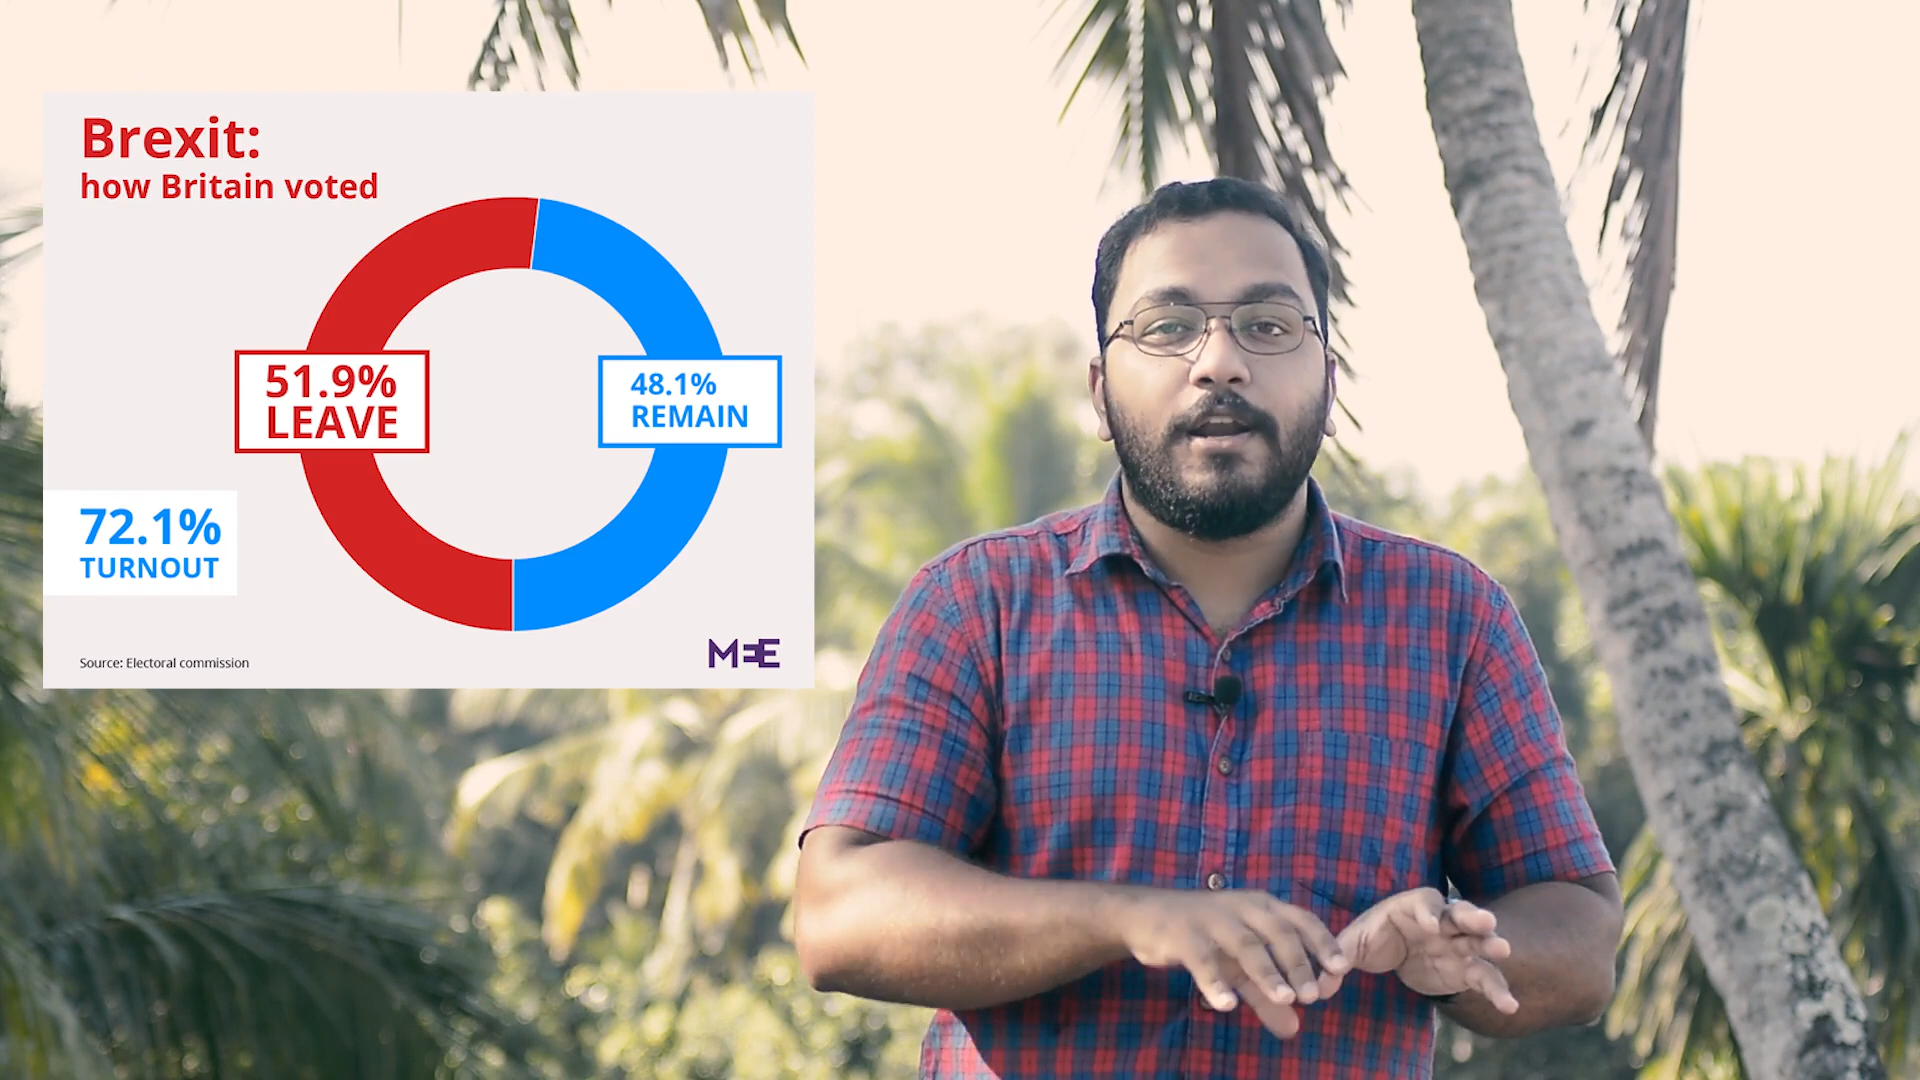 Brexit:
how Britain voted
51.9%
LEAVE
48.1%
REMAIN
72.1%
TURNOUT
Source: Electoral commission
MEE